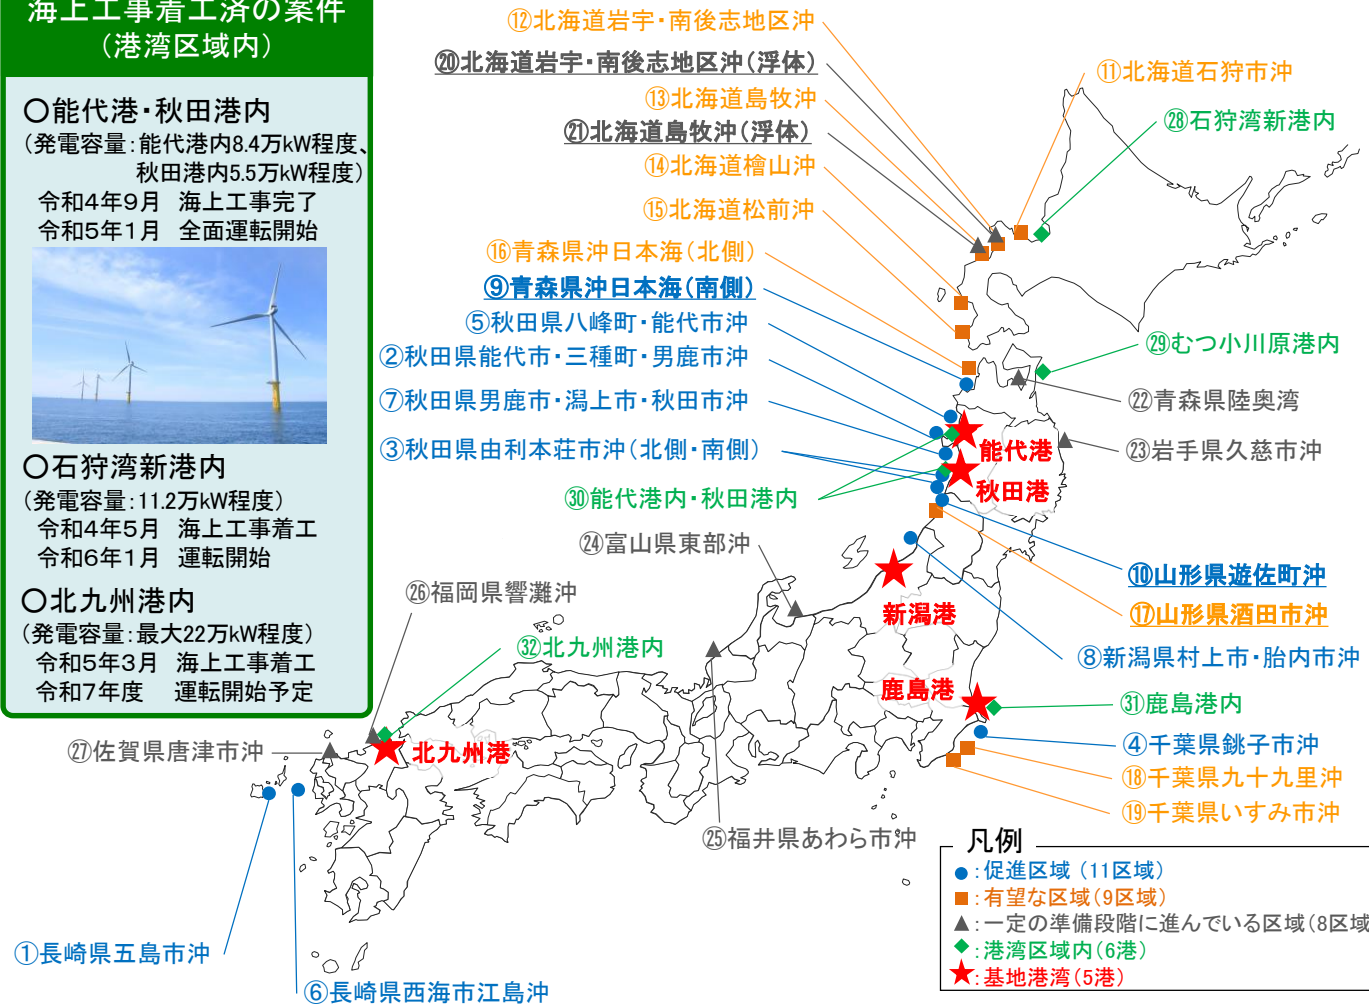 海上工事着工済の案件
(港湾区域内)
〇能代港・秋田港内
(発電容量:能代港内8.4万kW程度、
秋田港内5.5万kW程度)
令和4年9月 海上工事完了
令和5年1月 全面運転開始
〇石狩湾新港内
(発電容量:11.2万kW程度)
令和4年5月 海上工事着工
令和6年1月 運転開始
〇北九州港内
(発電容量:最大22万kW程度)
令和5年3月 海上工事着工
令和7年度 運転開始予定
⑫北海道岩宇・南後志地区沖
⑳北海道岩宇・南後志地区沖(浮体)
⑬北海道島牧沖
㉑北海道島牧沖(浮体)
⑭北海道檜山沖
⑮北海道松前沖
⑯青森県沖日本海(北側)
⑨青森県沖日本海(南側)
⑤秋田県八峰町・能代市沖
②秋田県能代市・三種町・男鹿市沖
⑦秋田県男鹿市・潟上市・秋田市沖
③秋田県由利本荘市沖(北側・南側)
㉚能代港内・秋田港内
㉔富山県東部沖
㉖福岡県響灘沖
㉜北九州港内
㉗佐賀県唐津市沖
①長崎県五島市沖
⑥長崎県西海市江島沖
⑪北海道石狩市沖
㉘石狩湾新港内
㉙むつ小川原港内
㉒青森県陸奥湾
㉓岩手県久慈市沖
能代港
秋田港
新潟港
鹿島港
北九州港
⑩山形県遊佐町沖
⑰山形県酒田市沖
⑧新潟県村上市・胎内市沖
㉛鹿島港内
④千葉県銚子市沖
⑱千葉県九十九里沖
⑲千葉県いすみ市沖
㉕福井県あわら市沖
凡例
:促進区域 (11区域)
:有望な区域(9区域)
:一定の準備段階に進んでいる区域(8区域
:港湾区域内(6港)
:基地港湾(5港)